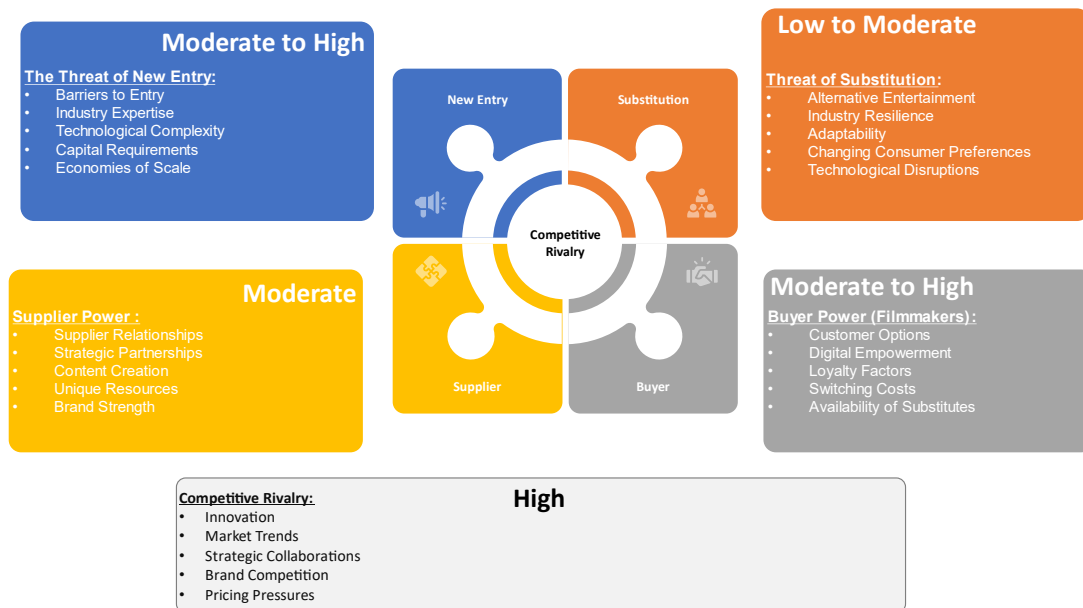 Moderate to High
The Threat of New Entry:
• Barriers to Entry
• Industry Expertise
• Technological Complexity
• Capital Requirements
• Economies of Scale
Low to Moderate
Threat of Substitution:
• Alternative Entertainment
• Industry Resilience
• Adaptability
• Changing Consumer Preferences
• Technological Disruptions
New Entry
Substitution
Competitive
Rivalry
Supplier
Buyer
Moderate
Supplier Power :
• Supplier Relationships
• Strategic Partnerships
• Content Creation
• Unique Resources
• Brand Strength
Moderate to High
Buyer Power (Filmmakers):
• Customer Options
• Digital Empowerment
• Loyalty Factors
• Switching Costs
• Availability of Substitutes
High
Competitive Rivalry:
• Innovation
• Market Trends
• Strategic Collaborations
• Brand Competition
• Pricing Pressures